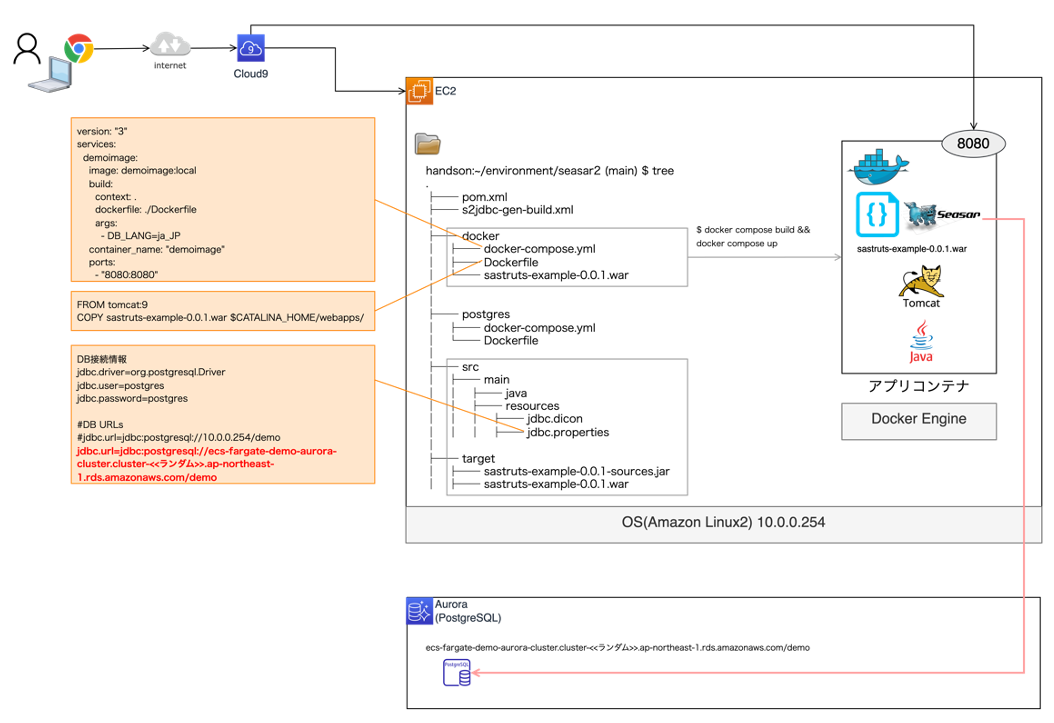 internet
9
Cloud9
EC2
8080
version: "3"
services:
demoimage:
image: demoimage:local
build:
context: .
dockerfile: ./Dockerfile
args:
- DB_LANG=ja_JP
container_name: "demoimage"
ports:
- "8080:8080"
FROM tomcat:9
COPY sastruts-example-0.0.1.war $CATALINA_HOME/webapps/
DB接続情報
jdbc.driver=org.postgresql.Driver
jdbc.user=postgres
jdbc.password=postgres
#DB URLs
#jdbc.url=jdbc:postgresql://10.0.0.254/demo
jdbc.url=jdbc:postgresql://ecs-fargate-demo-aurora-
cluster.cluster-<<ランダム>>.ap-northeast-
1.rds.amazonaws.com/demo
handson:~/environment/seasar2 (main) $ tree
.
├── pom.xml
├── s2jdbc-gen-build.xml
├── docker
├── docker-compose.yml
├── Dockerfile
├── sastruts-example-0.0.1.war
├── postgres
├── docker-compose.yml
└── Dockerfile
├── src
├── main
├── java
├── resources
├── jdbc.dicon
├── jdbc.properties
├── target
├── sastruts-example-0.0.1-sources.jar
├── sastruts-example-0.0.1.war
$ docker compose build &&
docker compose up
{}
Seasar
sastruts-example-0.0.1.war
Tomcat
Java
アプリコンテナ
Docker Engine
OS(Amazon Linux2) 10.0.0.254
Aurora
(PostgreSQL)
ecs-fargate-demo-aurora-cluster.cluster-<<ランダム>>.ap-northeast-1.rds.amazonaws.com/demo
PostgreSQL